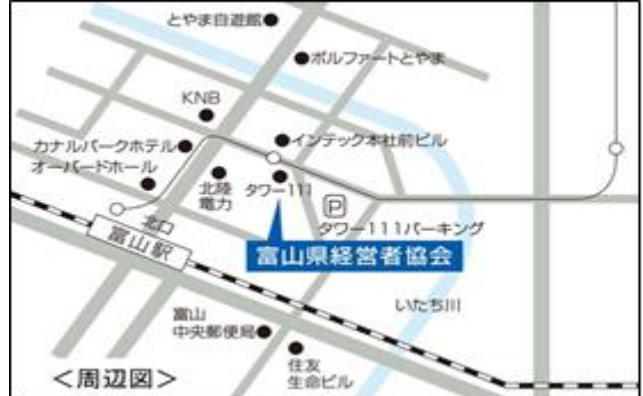 とやま自遊館
ボルファートとやま
KNB
インテック本社前ビル
カナルパークホテル
オーバードホール
北陸
電力
タワー111
P
タワー111パーキング
北口
富山駅
富山県経営者協会
いたち川
富山
中央郵便局
住友
生命ビル
＜周辺図＞